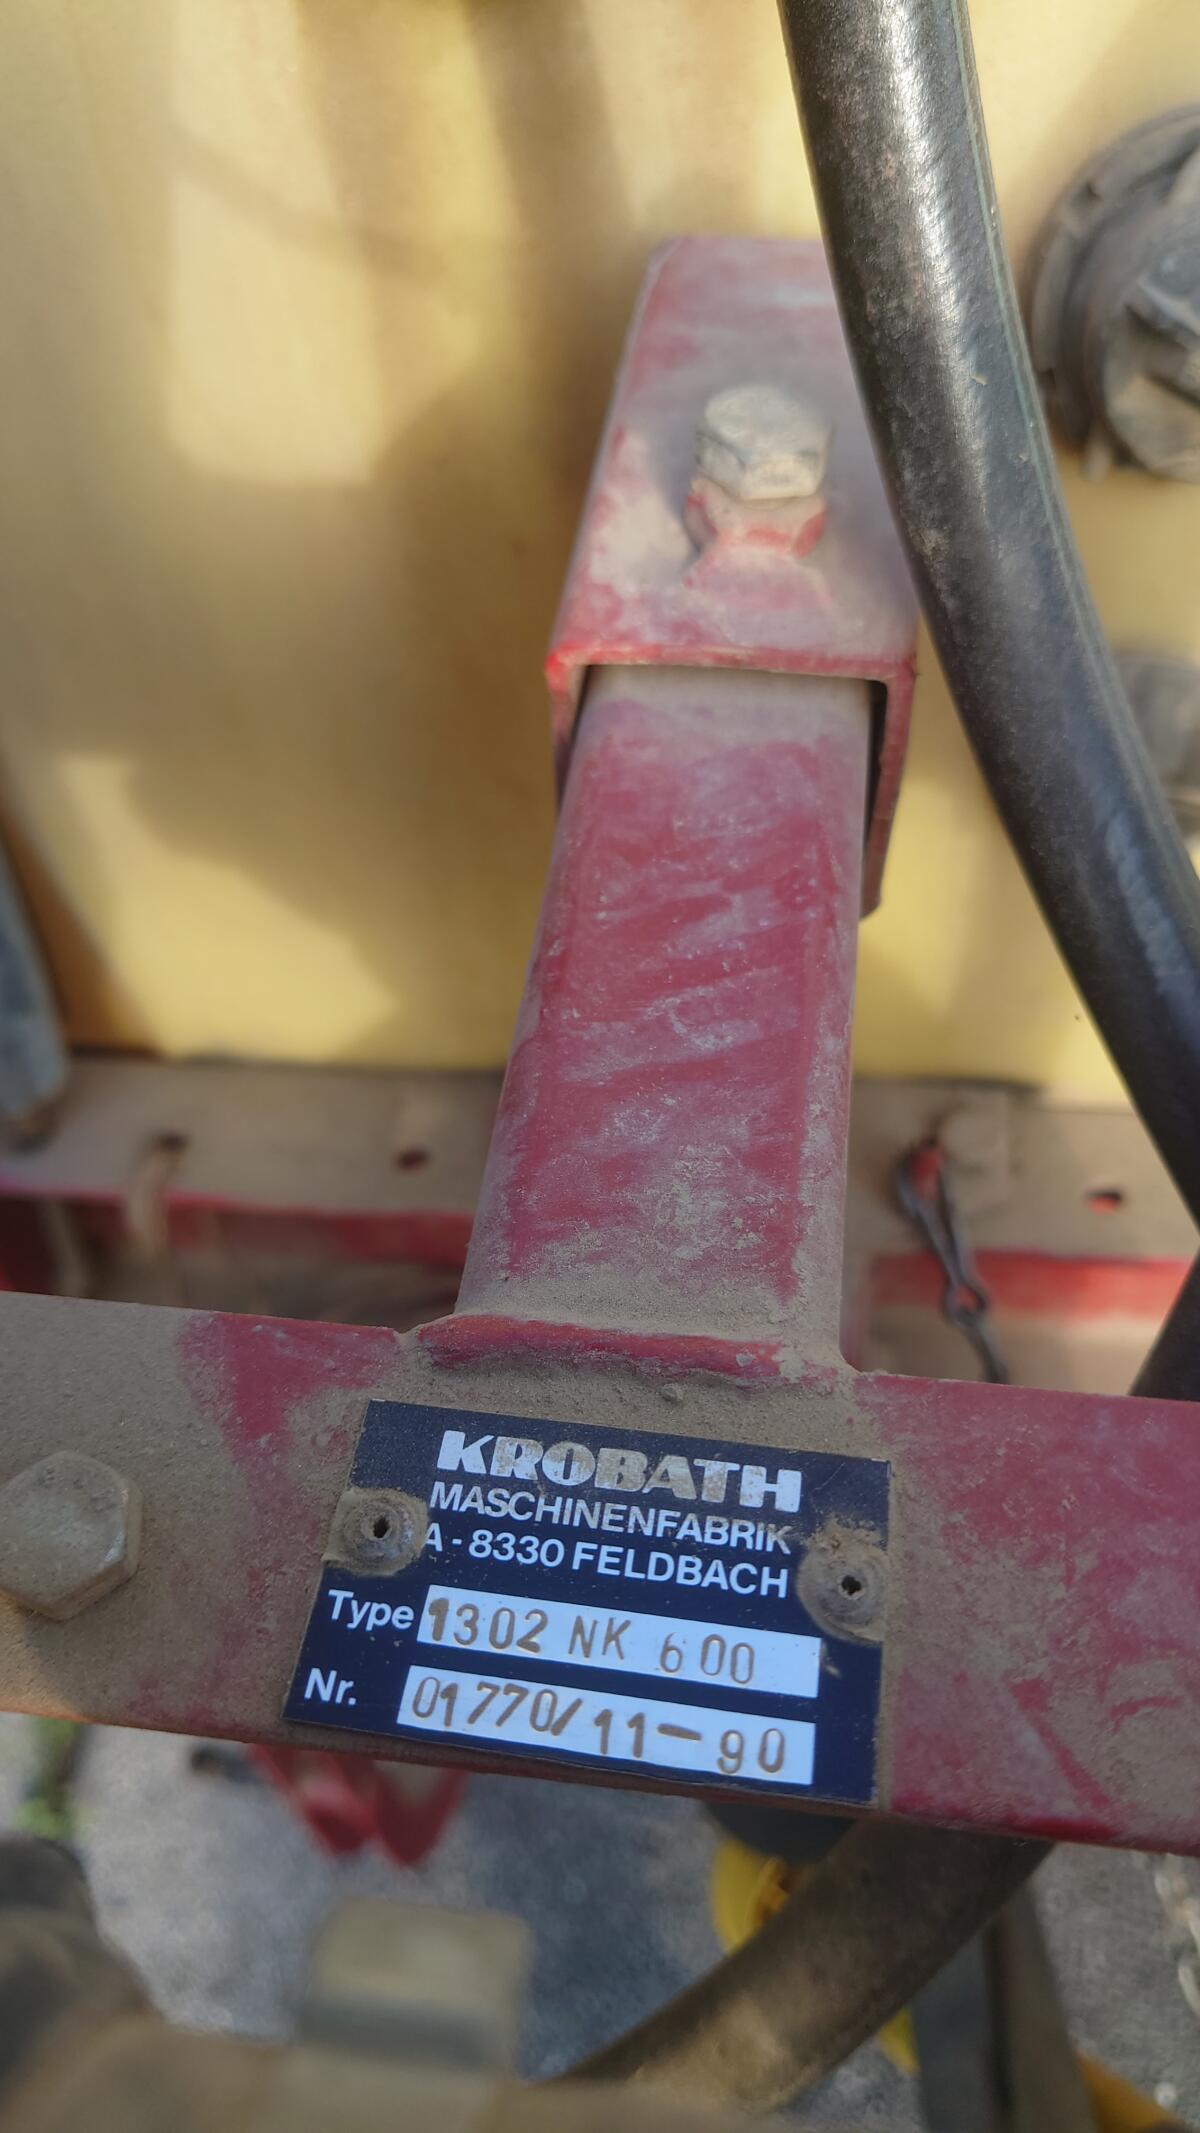 KROBATH
MASCHINENFABRIK
A - 8330 FELDBACH
Type 1302 NK 600
Nr. 01770/11-90